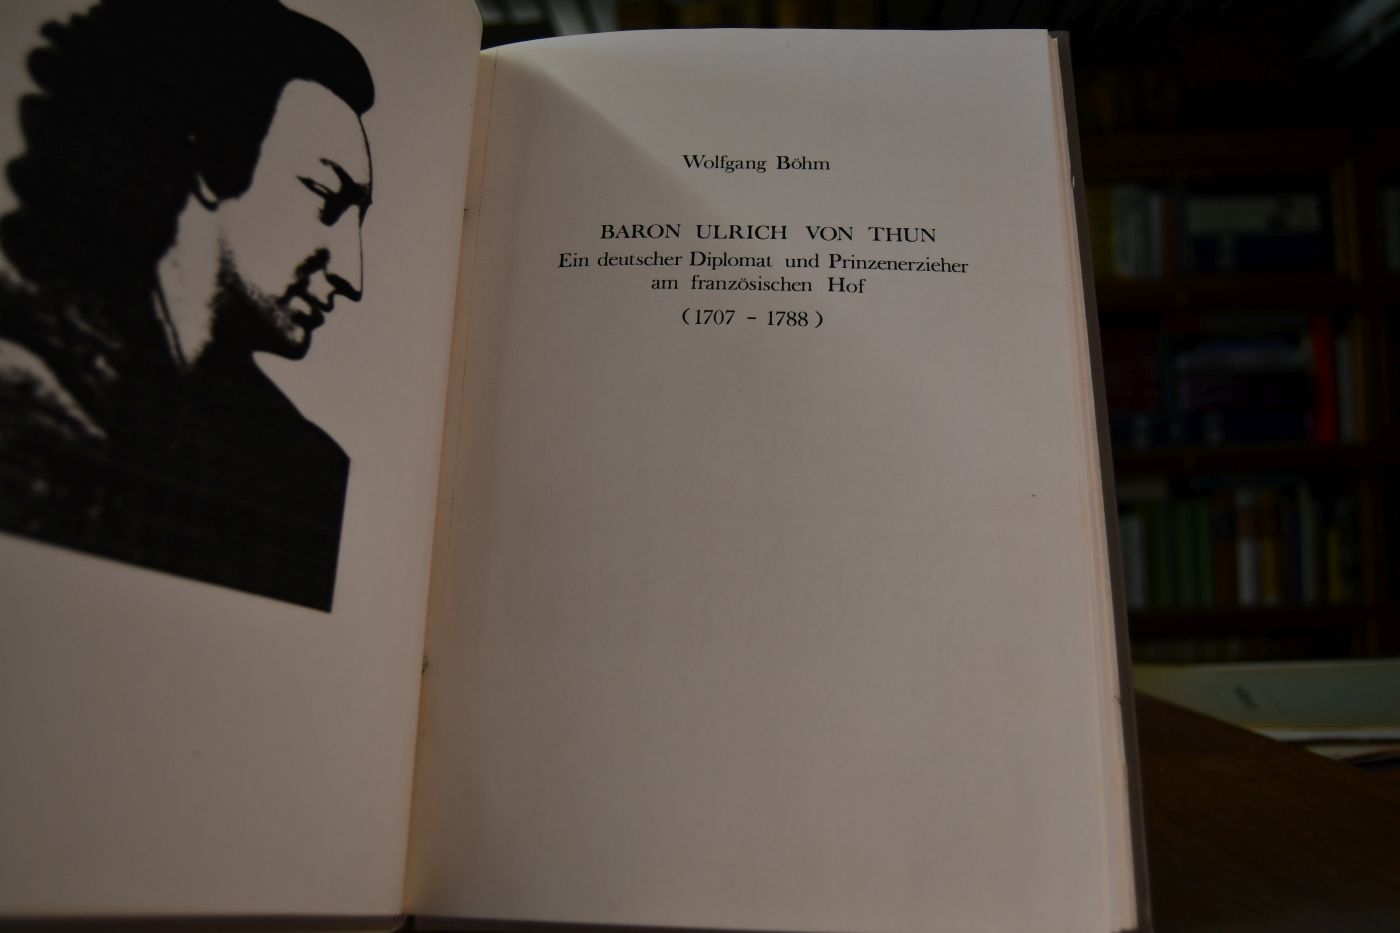 Wolfgang Böhm
BARON ULRICH VON THUN
Ein deutscher Diplomat und Prinzenerzieher
am französischen Hof
(1707 - 1788)